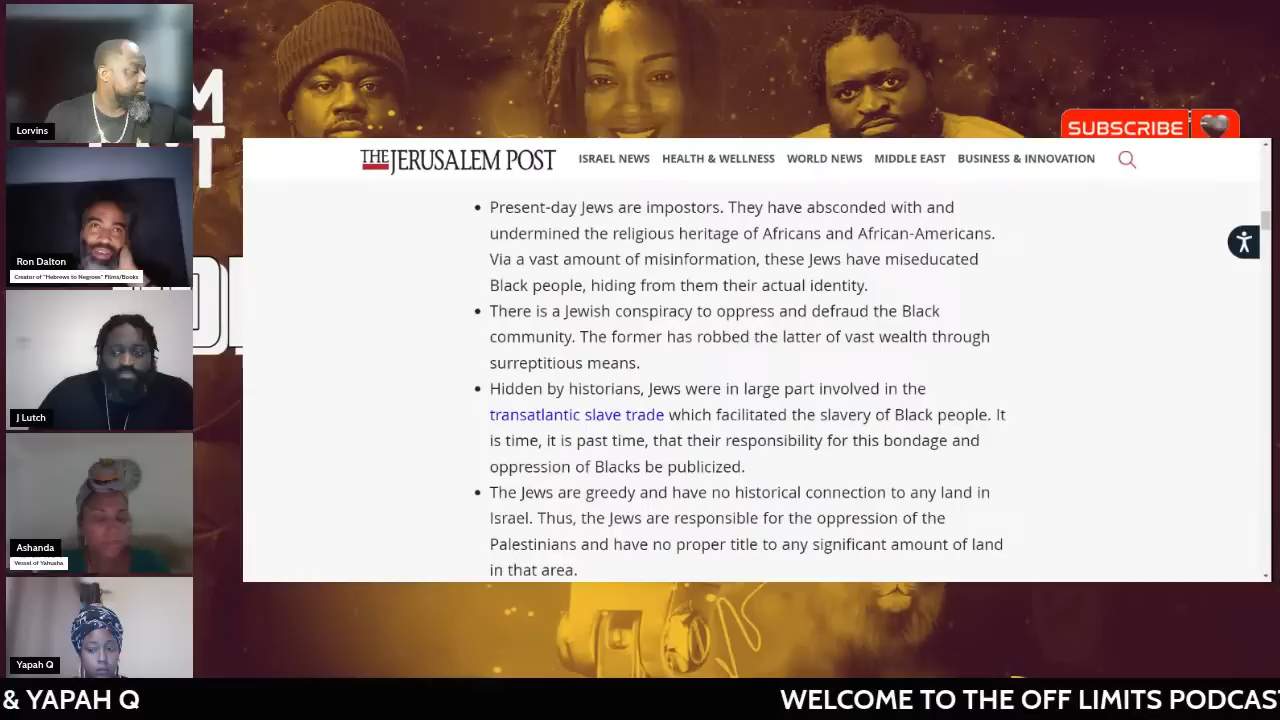 Lorvins
Ron Dalton
Creator of "Hebrews to Negroes" Films/Books
J Lutch
Ashanda
Vessel of Yahusha
Yapah Q
M
T
SUBSCRIBE
THE JERUSALEM POST
ISRAEL NEWS HEALTH & WELLNESS WORLD NEWS MIDDLE EAST BUSINESS & INNOVATION
• Present-day Jews are impostors. They have absconded with and
undermined the religious heritage of Africans and African-Americans.
Via a vast amount of misinformation, these Jews have miseducated
Black people, hiding from them their actual identity.
• There is a Jewish conspiracy to oppress and defraud the Black
community. The former has robbed the latter of vast wealth through
surreptitious means.
• Hidden by historians, Jews were in large part involved in the
transatlantic slave trade which facilitated the slavery of Black people. It
is time, it is past time, that their responsibility for this bondage and
oppression of Blacks be publicized.
• The Jews are greedy and have no historical connection to any land in
Israel. Thus, the Jews are responsible for the oppression of the
Palestinians and have no proper title to any significant amount of land
in that area.
& YAPAH Q WELCOME TO THE OFF LIMITS PODCAS